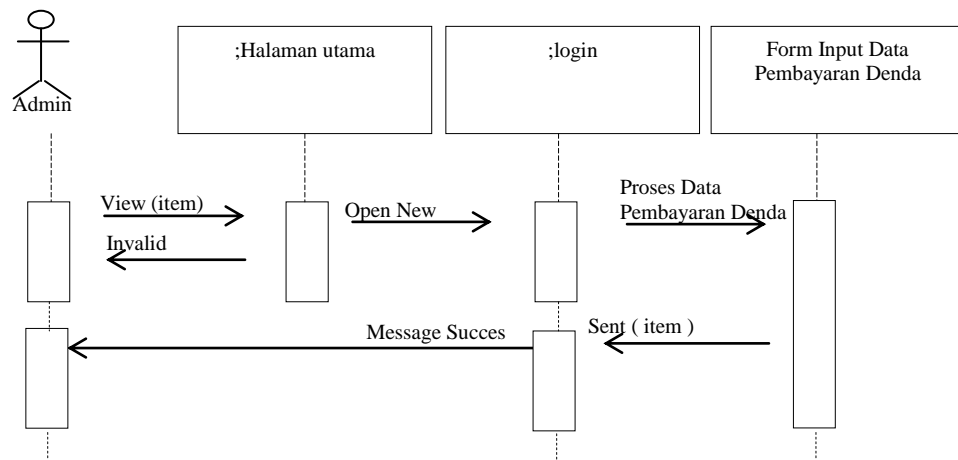 ;Halaman utama
;login
Form Input Data
Pembayaran Denda
Admin
View (item)
Open New
Proses Data
Pembayaran Denda
Invalid
Message Succes
Sent ( item )